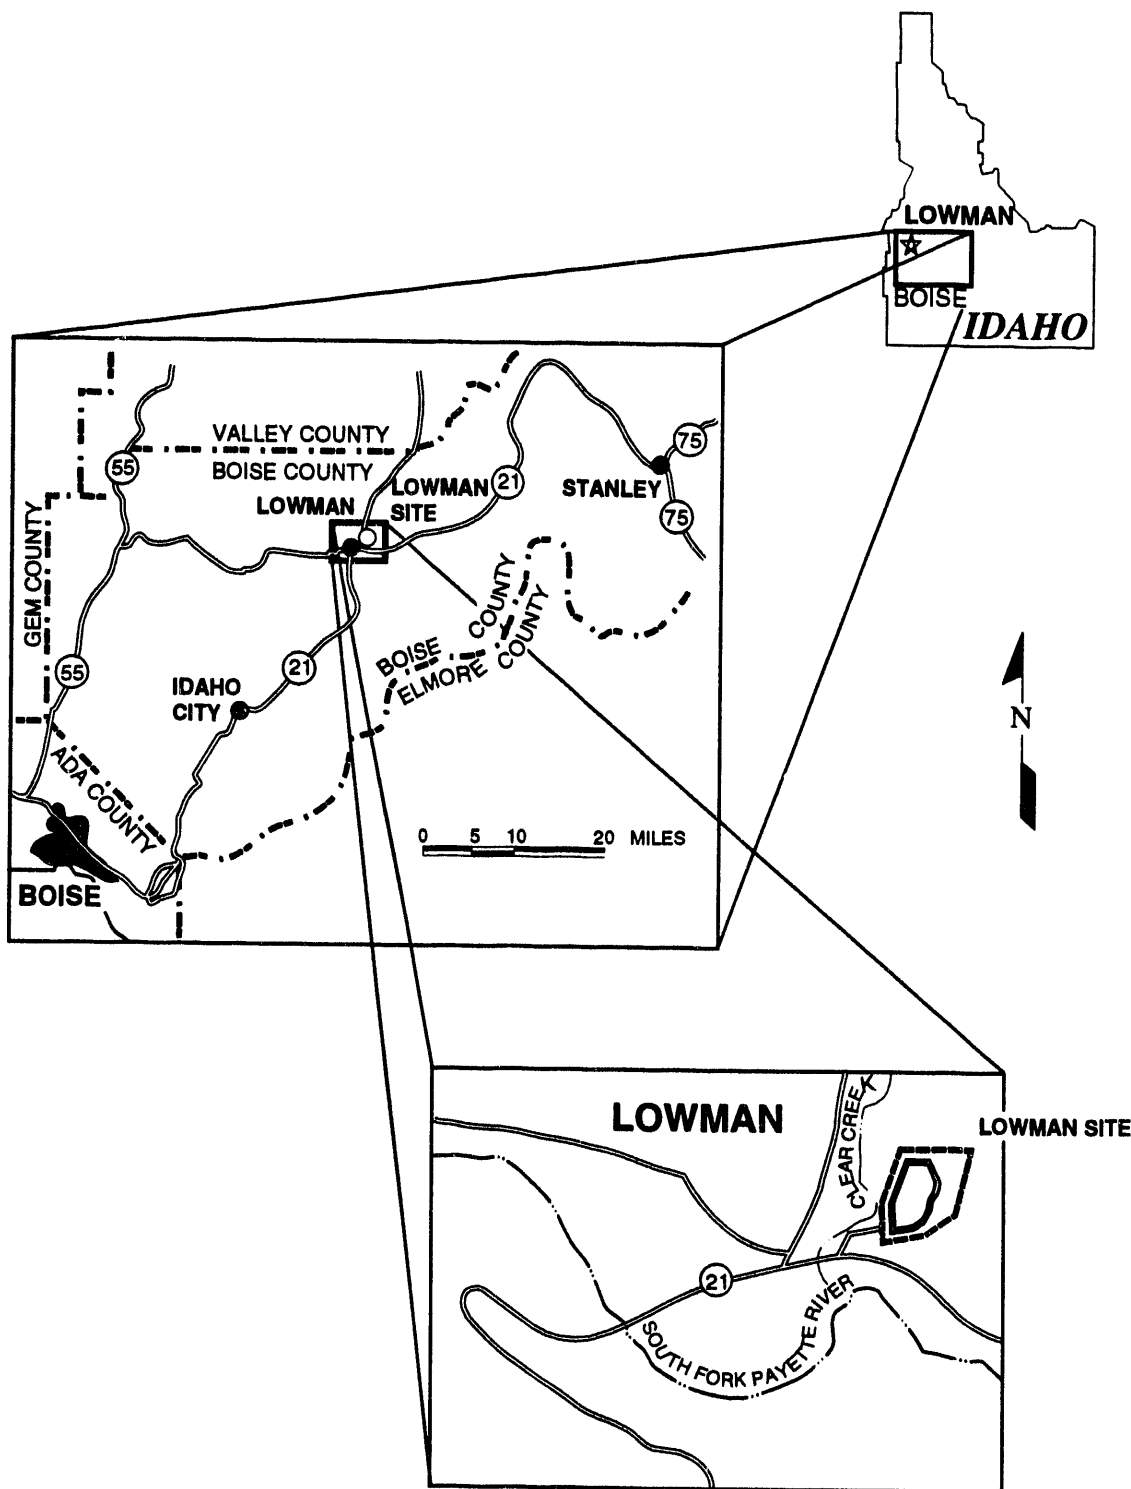 LOWMAN
BOISE
IDAHO
VALLEY COUNTY
BOISE COUNTY
55
75
21
STANLEY
LOWMAN
LOWMAN
SITE
75
GEM COUNTY
COUNTY
COUNTY
BOISE
ELMORE
55
21
IDAHO
CITY
N
ADA COUNTY
0 5 10 20 MILES
BOISE
LOWMAN
CLEAR CREEK
LOWMAN SITE
21
SOUTH FORK PAYETTE RIVER